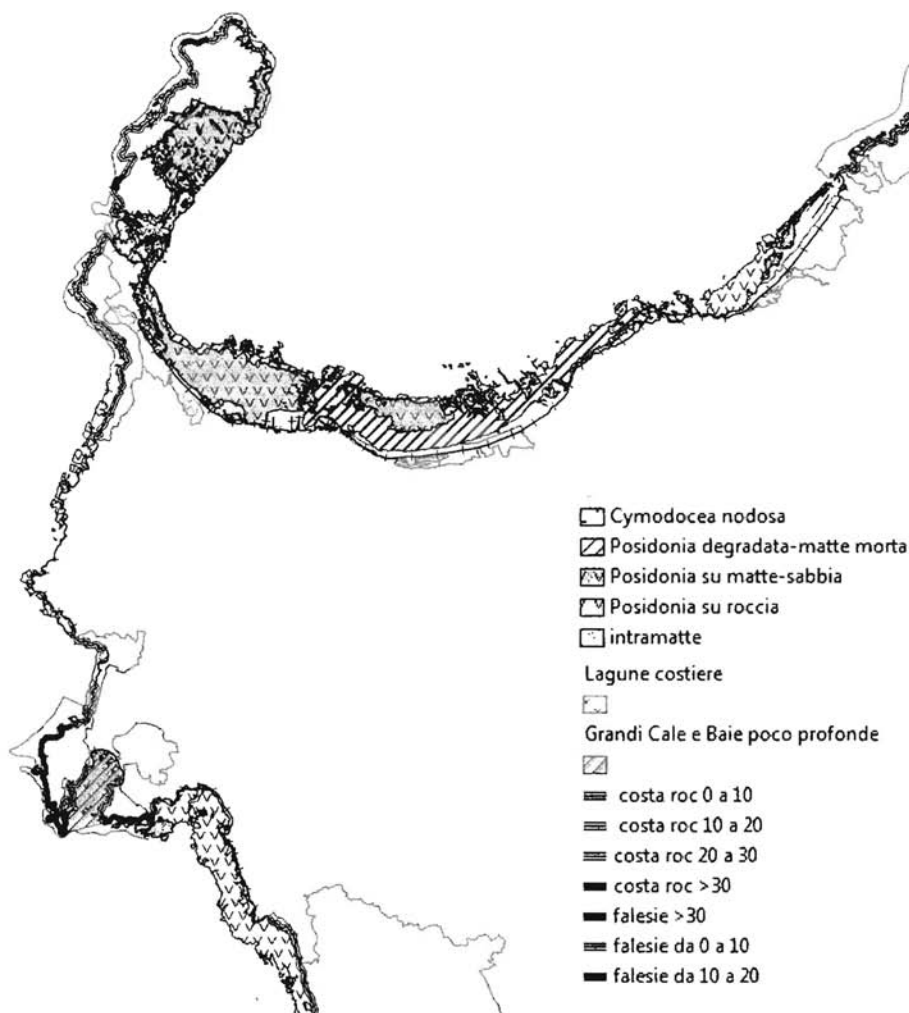 Cymodocea nodosa
Posidonia degradata-matte morta
Posidonia su matte-sabbia
Posidonia su roccia
intramatte
Lagune costiere
Grandi Cale e Baie poco profonde
costa roc 0 a 10
costa roc 10 a 20
costa roc 20 a 30
costa roc >30
falesie >30
falesie da 0 a 10
falesie da 10 a 20